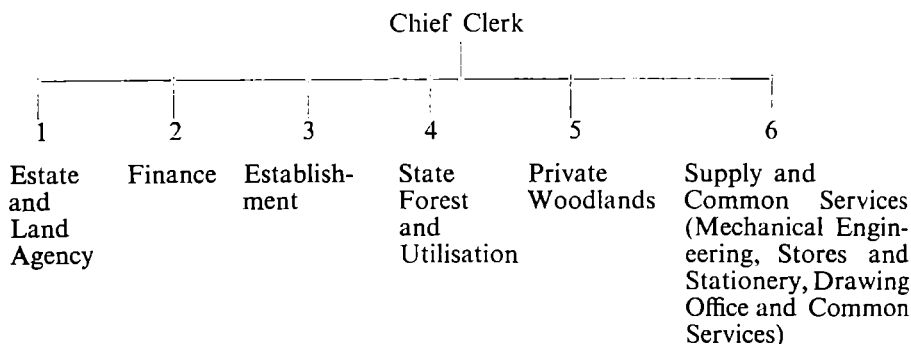 Chief Clerk
1 2 3 4 5 6
Estate and Land Agency
Finance
Establish-
ment
State
Forest
and
Utilisation
Private
Woodlands
Supply and
Common Services
(Mechanical Engin-
eering, Stores and
Stationery, Drawing
Office and Common
Services)